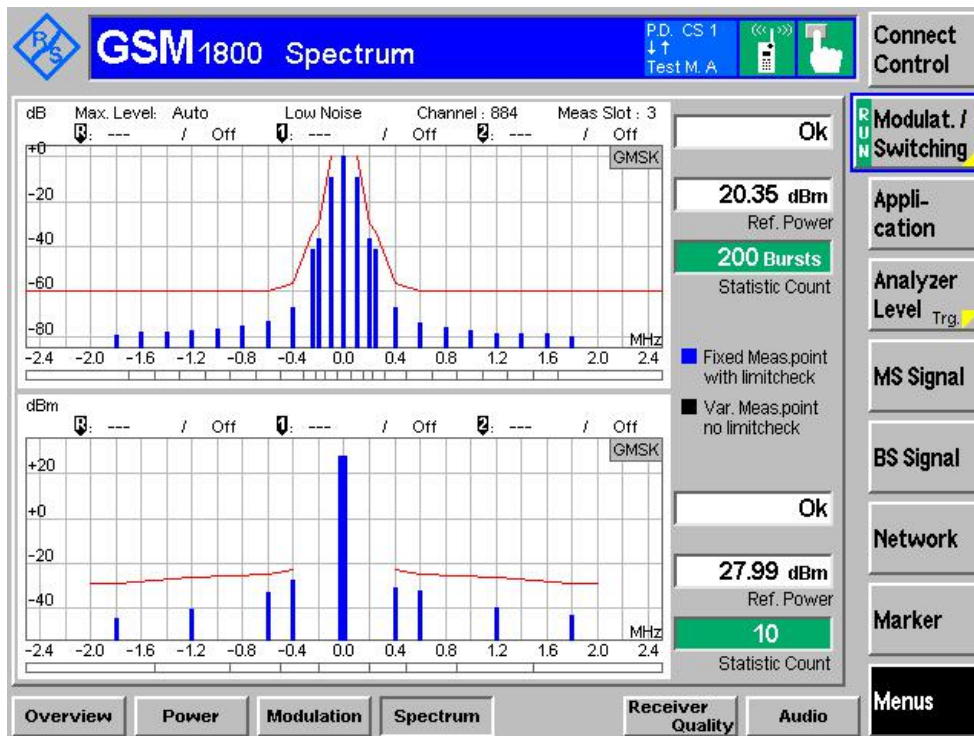 R/S
GSM 1800 Spectrum
P.D. CS 1
↓↑
Test M. A
Connect Control
dB Max. Level: Auto Low Noise Channel : 884 Meas Slot : 3
R: --- / Off 1: --- / Off 2: --- / Off
GMSK
+0
-20
-40
-60
-80
MHz
-2.4 -2.0 -1.6 -1.2 -0.8 -0.4 0.0 0.4 0.8 1.2 1.6 2.0 2.4
Ok
20.35 dBm
Ref. Power
200 Bursts
Statistic Count
Fixed Meas.point
with limitcheck
Var. Meas.point
no limitcheck
dBm
R: --- / Off 1: --- / Off 2: --- / Off
GMSK
+20
+0
-20
-40
MHz
-2.4 -2.0 -1.6 -1.2 -0.8 -0.4 0.0 0.4 0.8 1.2 1.6 2.0 2.4
Ok
27.99 dBm
Ref. Power
10
Statistic Count
RUN
Modulat. /
Switching
Appli-
cation
Analyzer
Level Trg.
MS Signal
BS Signal
Network
Marker
Menus
Overview Power Modulation Spectrum Receiver Quality Audio